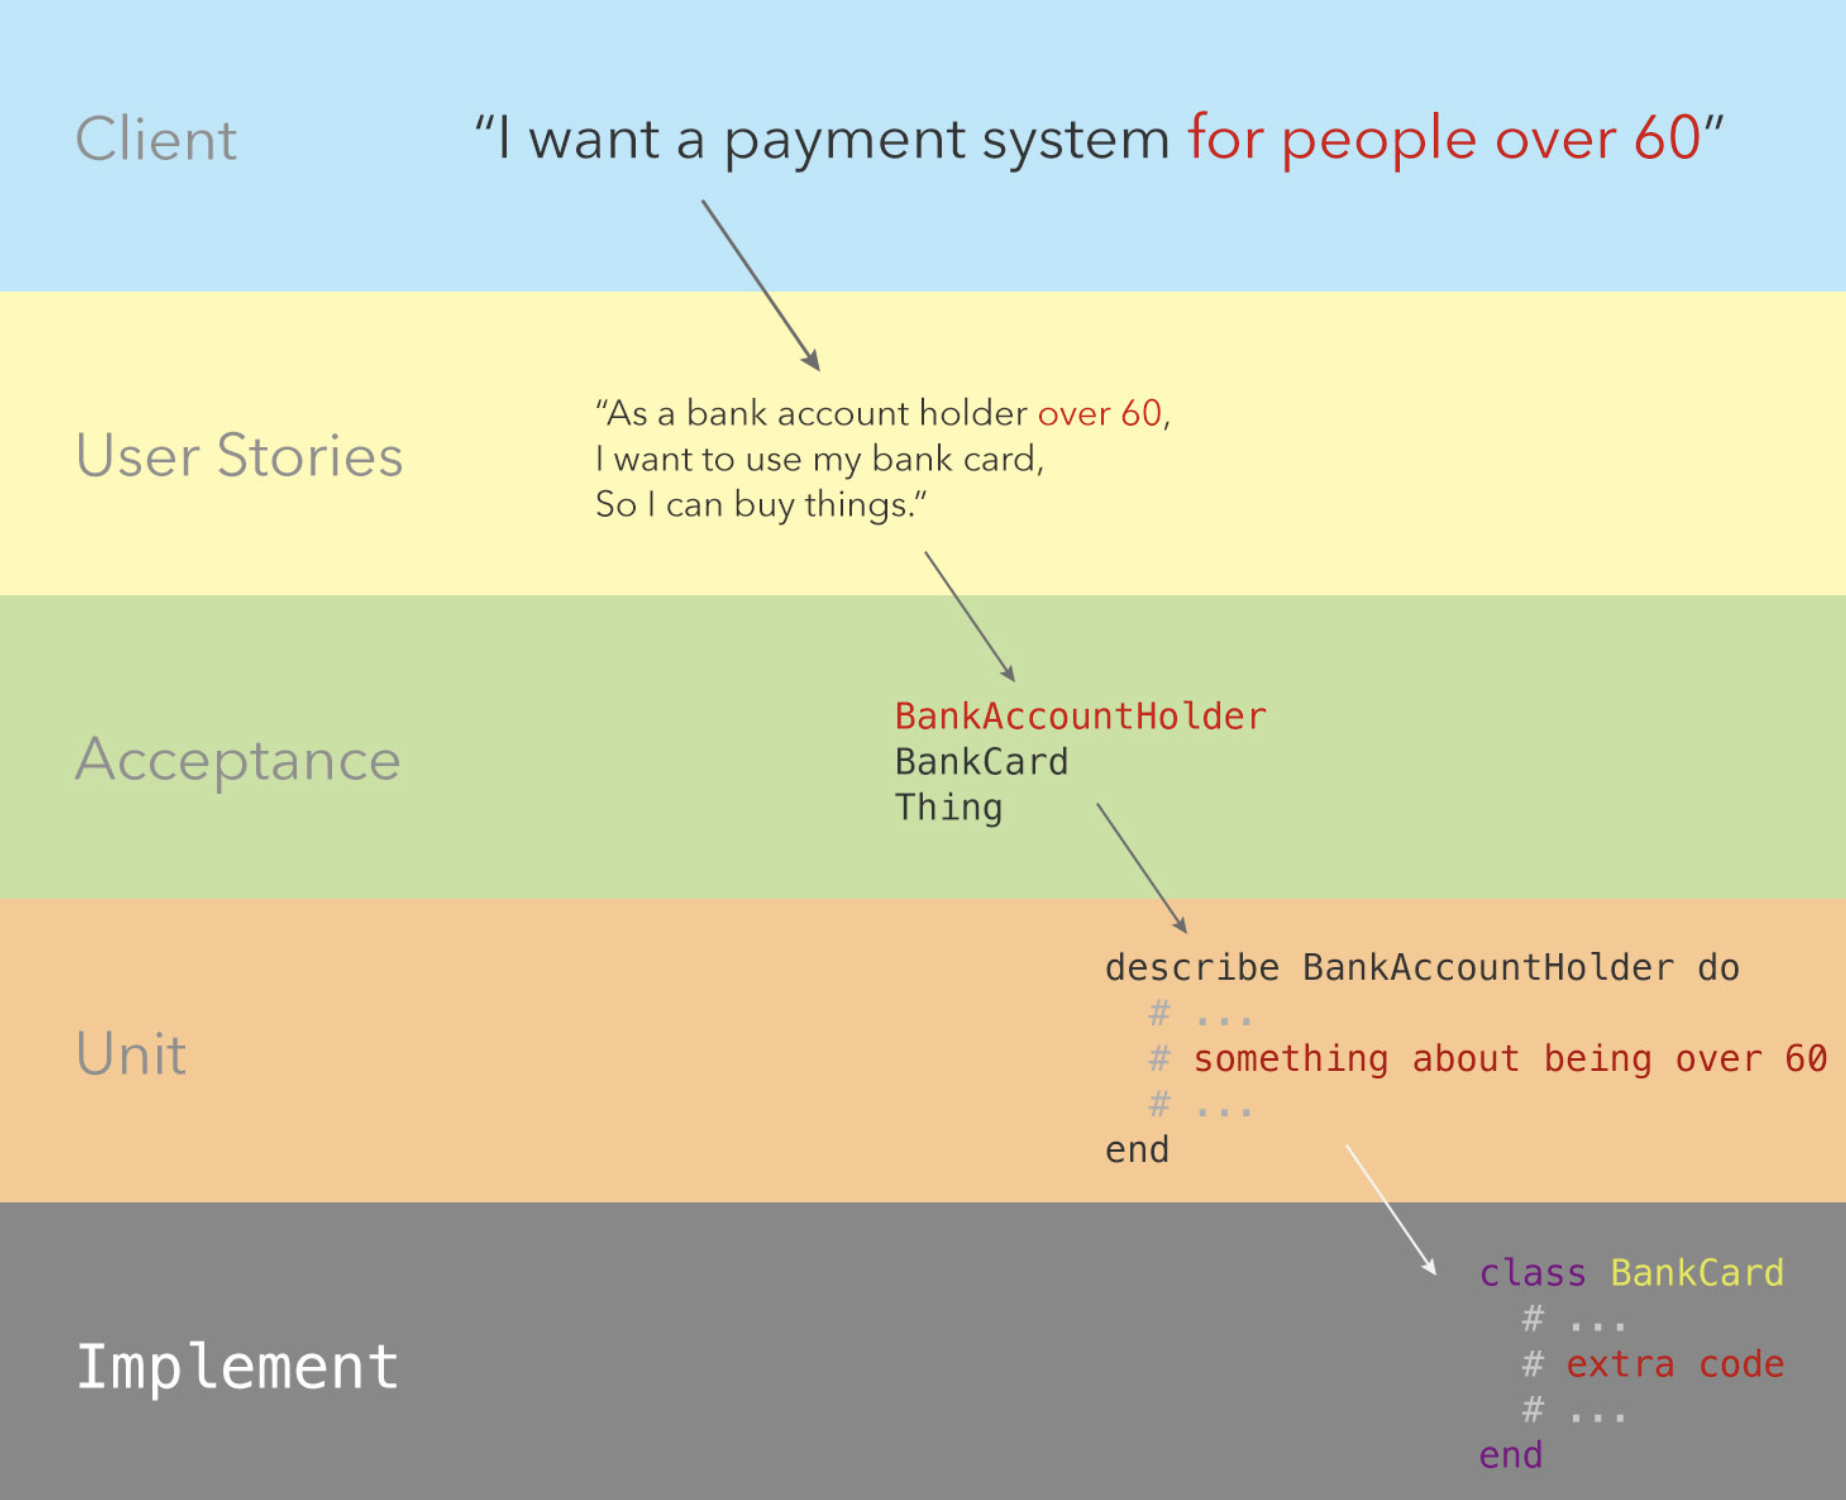 Client
“I want a payment system for people over 60”
User Stories
“As a bank account holder over 60,
I want to use my bank card,
So I can buy things.”
Acceptance
BankAccountHolder
BankCard
Thing
Unit
describe BankAccountHolder do
# ...
# something about being over 60
# ...
end
Implement
class BankCard
# ...
# extra code
# ...
end